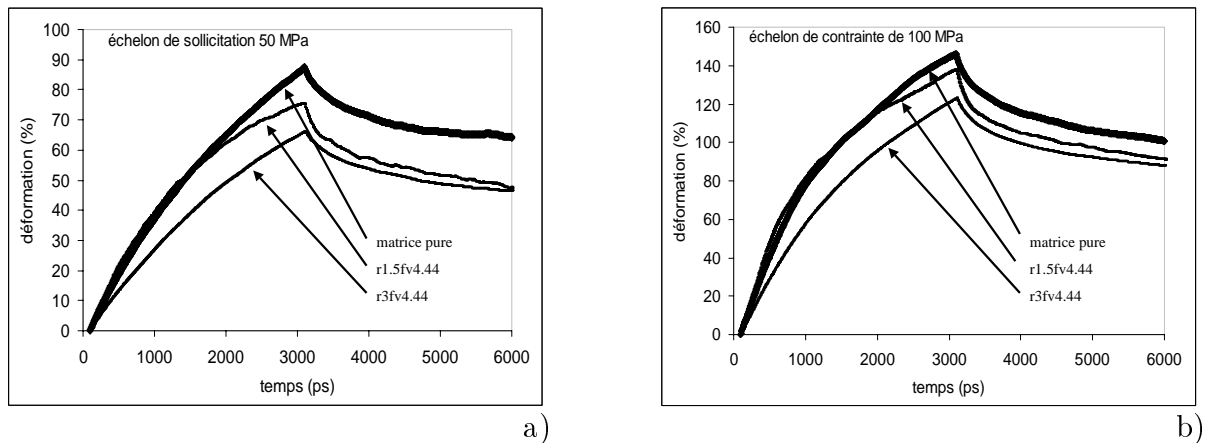 échelon de sollicitation 50 MPa
déformation (%)
100
90
80
70
60
50
40
30
20
10
0
matrice pure
r1.5fv4.44
r3fv4.44
0 1000 2000 3000 4000 5000 6000
temps (ps)
a)
échelon de contrainte de 100 MPa
déformation (%)
160
140
120
100
80
60
40
20
0
matrice pure
r1.5fv4.44
r3fv4.44
0 1000 2000 3000 4000 5000 6000
temps (ps)
b)